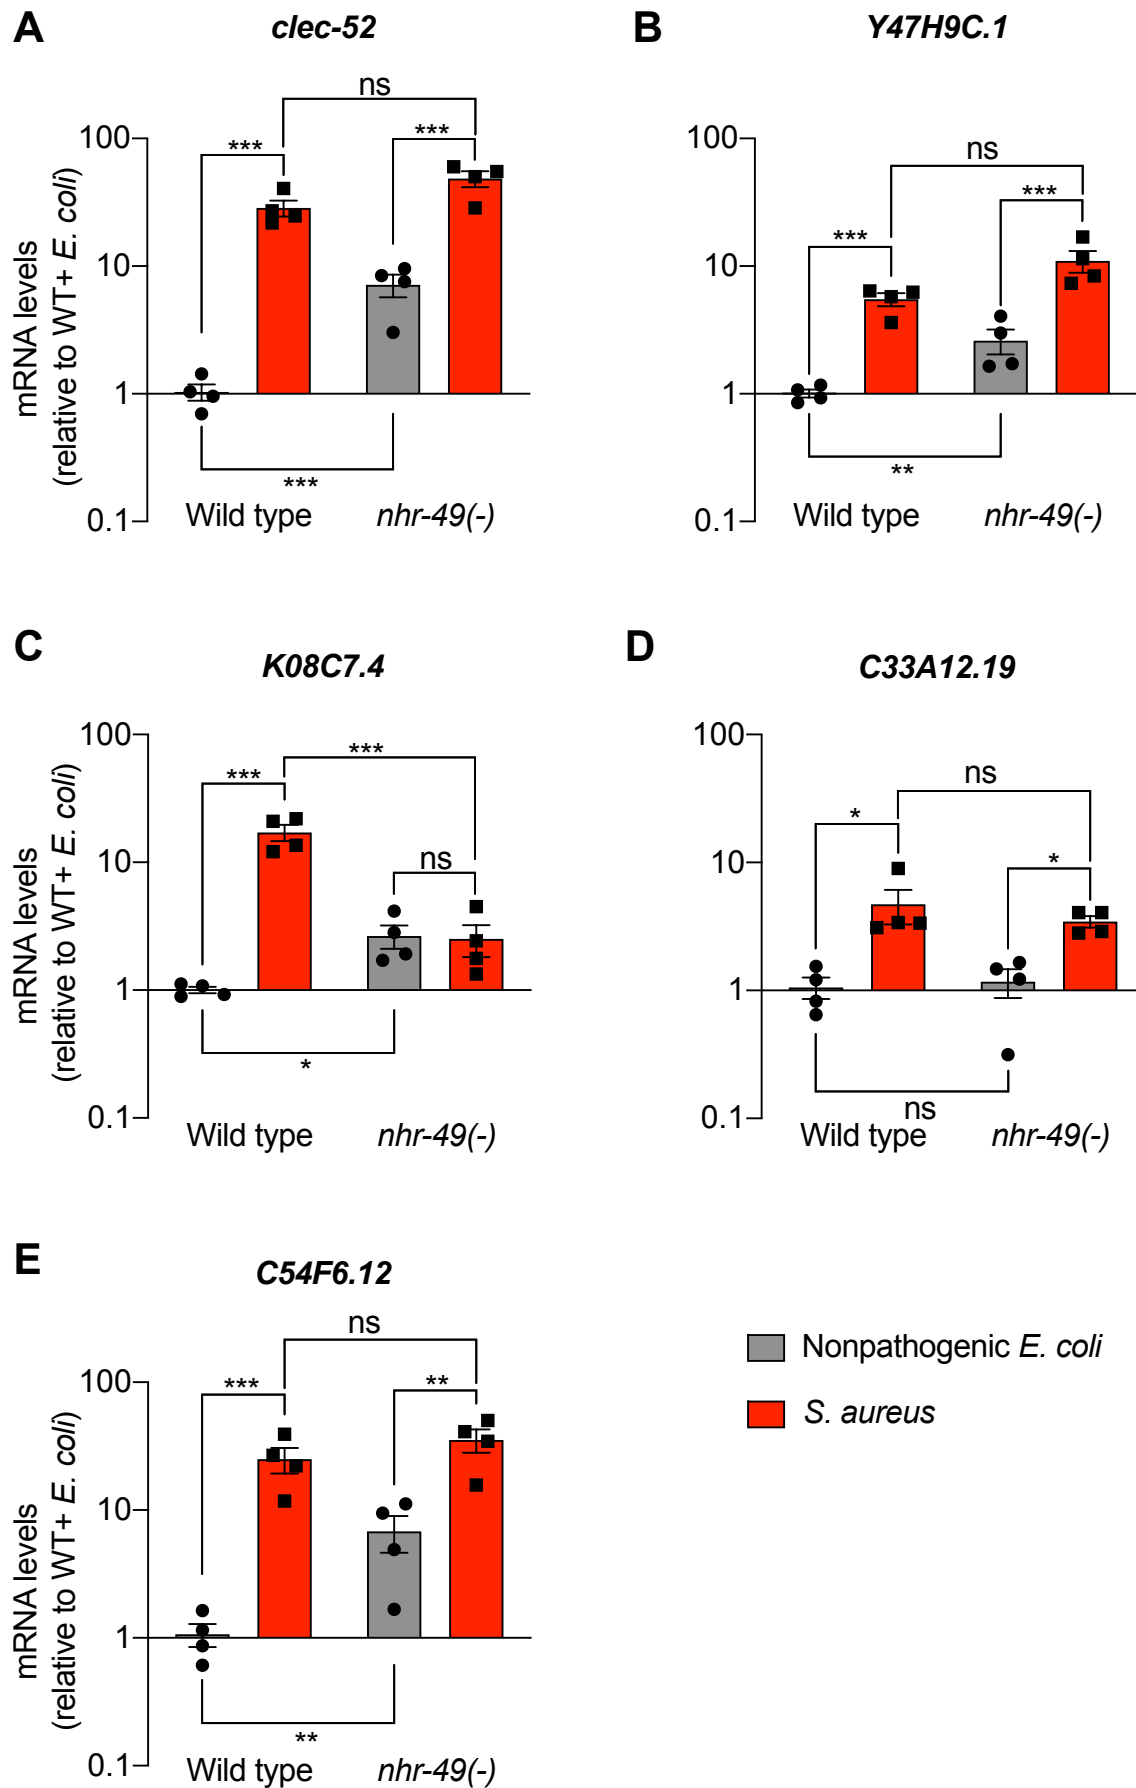 A
clec-52
mRNA levels
(relative to WT+ E. coli)
100
10
1
0.1
ns
***
***
***
Wild type
nhr-49(-)
B
Y47H9C.1
100
10
1
0.1
ns
***
***
**
Wild type
nhr-49(-)
C
K08C7.4
mRNA levels
(relative to WT+ E. coli)
100
10
1
0.1
***
***
ns
*
Wild type
nhr-49(-)
D
C33A12.19
100
10
1
0.1
ns
*
*
ns
Wild type
nhr-49(-)
E
C54F6.12
mRNA levels
(relative to WT+ E. coli)
100
10
1
0.1
ns
***
**
**
Wild type
nhr-49(-)
Nonpathogenic E. coli
S. aureus